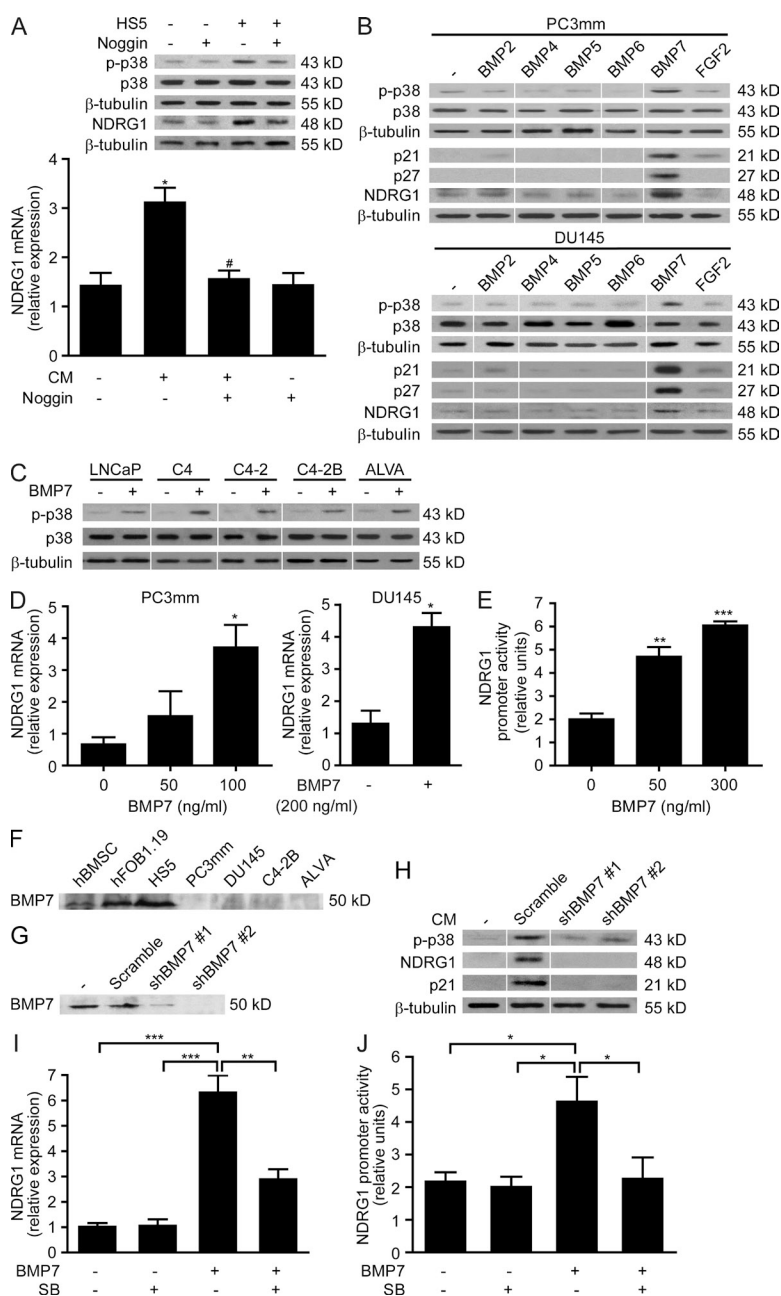 A
HS5 - - + +
Noggin - + - +
p-p38 43 kD
p38 43 kD
β-tubulin 55 kD
NDRG1 48 kD
β-tubulin 55 kD
NDRG1 mRNA
(relative expression)
4
3
2
1
0
*
#
CM - + + -
Noggin - - + +
B
PC3mm
- BMP2 BMP4 BMP5 BMP6 BMP7 FGF2
p-p38 43 kD
p38 43 kD
β-tubulin 55 kD
p21 21 kD
p27 27 kD
NDRG1 48 kD
β-tubulin 55 kD
DU145
- BMP2 BMP4 BMP5 BMP6 BMP7 FGF2
p-p38 43 kD
p38 43 kD
β-tubulin 55 kD
p21 21 kD
p27 27 kD
NDRG1 48 kD
β-tubulin 55 kD
C
LNCaP C4 C4-2 C4-2B ALVA
BMP7 - + - + - + - + - +
p-p38 43 kD
p38 43 kD
β-tubulin 55 kD
D
PC3mm
NDRG1 mRNA
(relative expression)
5
4
3
2
1
0
*
0 50 100
BMP7 (ng/ml)
DU145
NDRG1 mRNA
(relative expression)
5
4
3
2
1
0
*
BMP7 - +
(200 ng/ml)
E
NDRG1
promoter activity
(relative units)
7
6
5
4
3
2
1
0
**
***
0 50 300
BMP7 (ng/ml)
F
hBMSC hFOB1.19 HS5 PC3mm DU145 C4-2B ALVA
BMP7 50 kD
G
- Scramble shBMP7 #1 shBMP7 #2
BMP7 50 kD
H
CM - Scramble shBMP7 #1 shBMP7 #2
p-p38 43 kD
NDRG1 48 kD
p21 21 kD
β-tubulin 55 kD
I
NDRG1 mRNA
(relative expression)
7
6
5
4
3
2
1
0
***
***
**
BMP7 - - + +
SB - + - +
J
NDRG1 promoter activity
(relative units)
6
5
4
3
2
1
0
*
*
*
BMP7 - - + +
SB - + - +